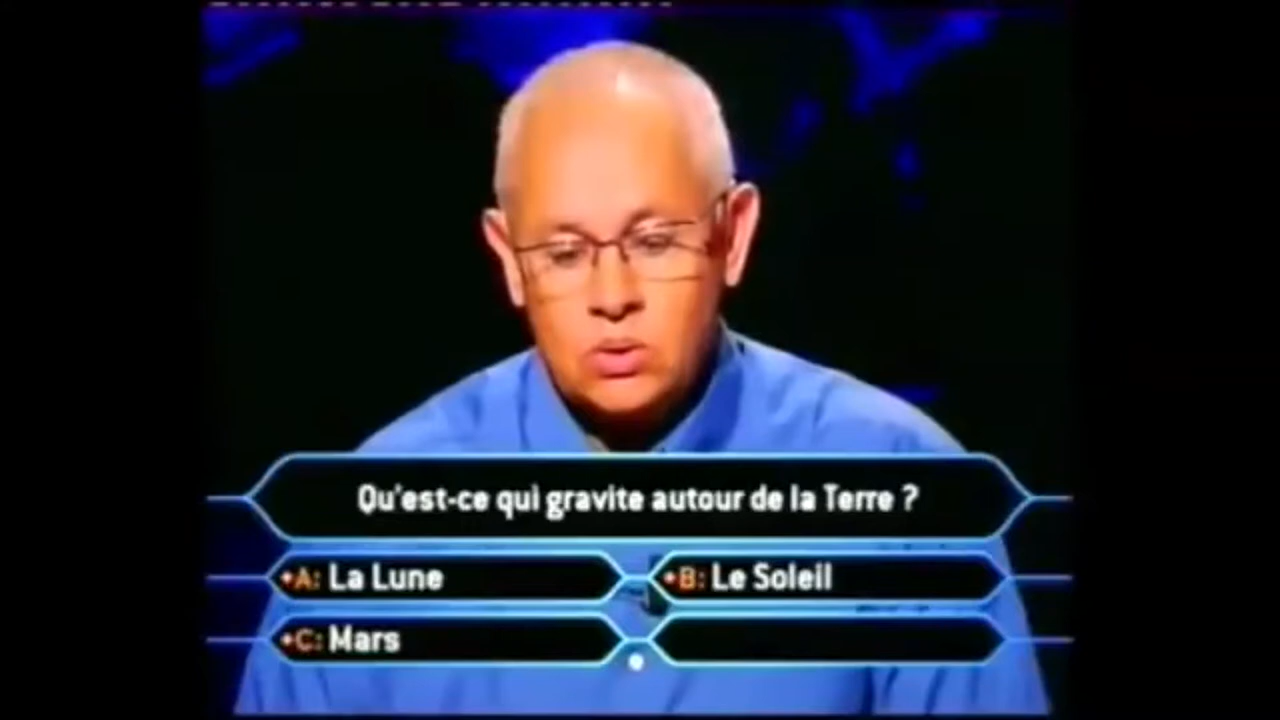 Qu'est-ce qui gravite autour de la Terre ?
A: La Lune
B: Le Soleil
C: Mars